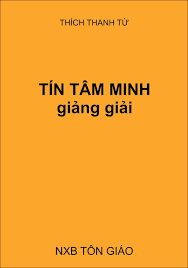 THÍCH THANH TỪ
TÍN TÂM MINH
giảng giải
NXB TÔN GIÁO